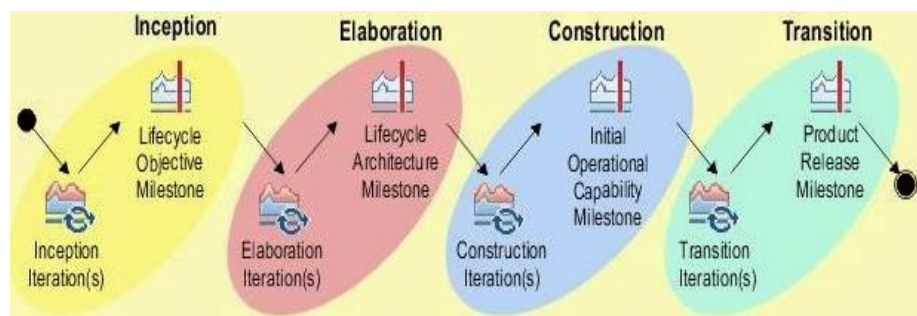 Inception
Elaboration
Construction
Transition
Lifecycle
Objective
Milestone
Inception
Iteration(s)
Lifecycle
Architecture
Milestone
Elaboration
Iteration(s)
Initial
Operational
Capability
Milestone
Construction
Iteration(s)
Product
Release
Milestone
Transition
Iteration(s)